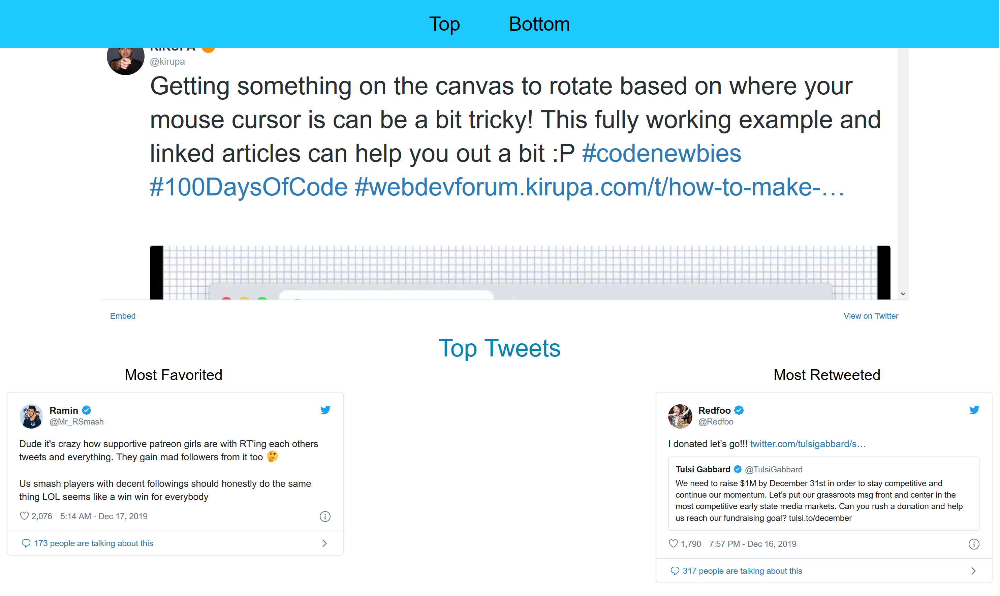 Top Bottom
KIRUPA
@kirupa
Getting something on the canvas to rotate based on where your
mouse cursor is can be a bit tricky! This fully working example and
linked articles can help you out a bit :P #codenewbies
#100DaysOfCode #webdevforum.kirupa.com/t/how-to-make-…
Embed
View on Twitter
Top Tweets
Most Favorited
Ramin
@Mr_RSmash
Dude it's crazy how supportive patreon girls are with RT'ing each others
tweets and everything. They gain mad followers from it too 🤔
Us smash players with decent followings should honestly do the same
thing LOL seems like a win win for everybody
2,076 5:14 AM - Dec 17, 2019
173 people are talking about this
Most Retweeted
Redfoo
@Redfoo
I donated let’s go!!! twitter.com/tulsigabbard/s…
Tulsi Gabbard @TulsiGabbard
We need to raise $1M by December 31st in order to stay competitive and
continue our momentum. Let’s put our grassroots msg front and center in the
most competitive early state media markets. Can you rush a donation and help
us reach our fundraising goal? tulsi.to/december
1,790 7:57 PM - Dec 16, 2019
317 people are talking about this